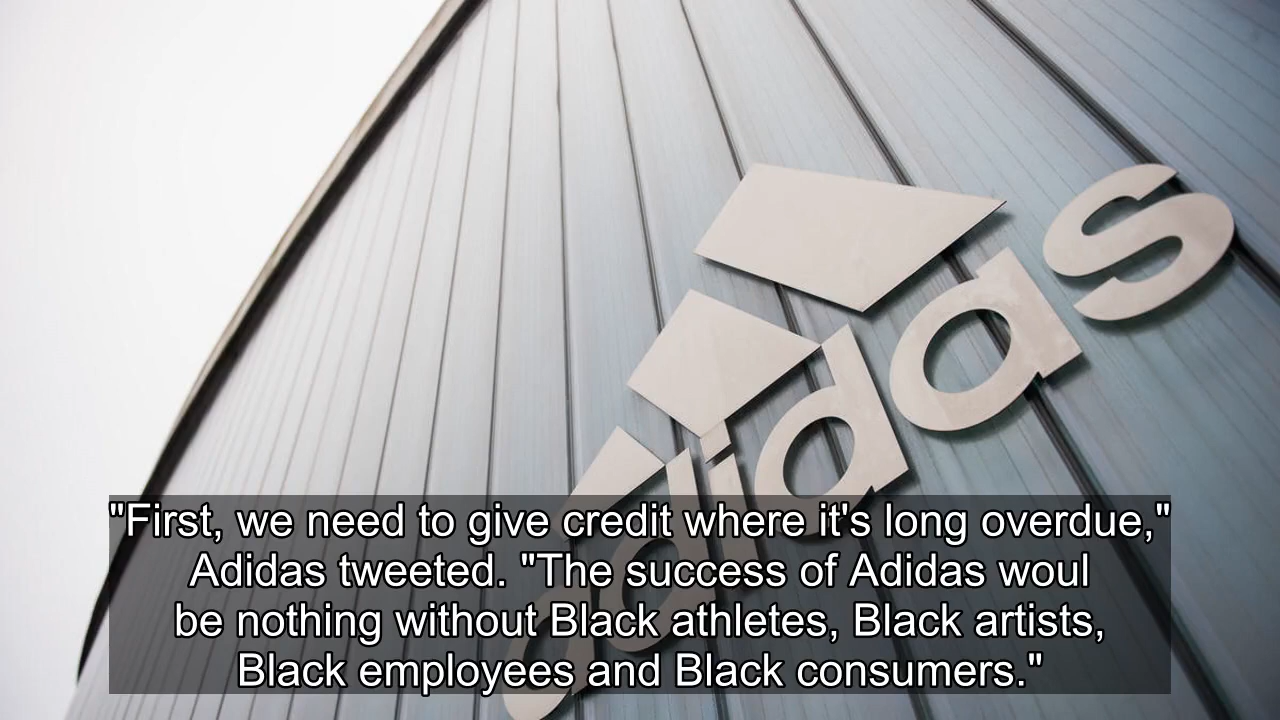 adidas
"First, we need to give credit where it's long overdue,"
Adidas tweeted. "The success of Adidas woul
be nothing without Black athletes, Black artists,
Black employees and Black consumers."